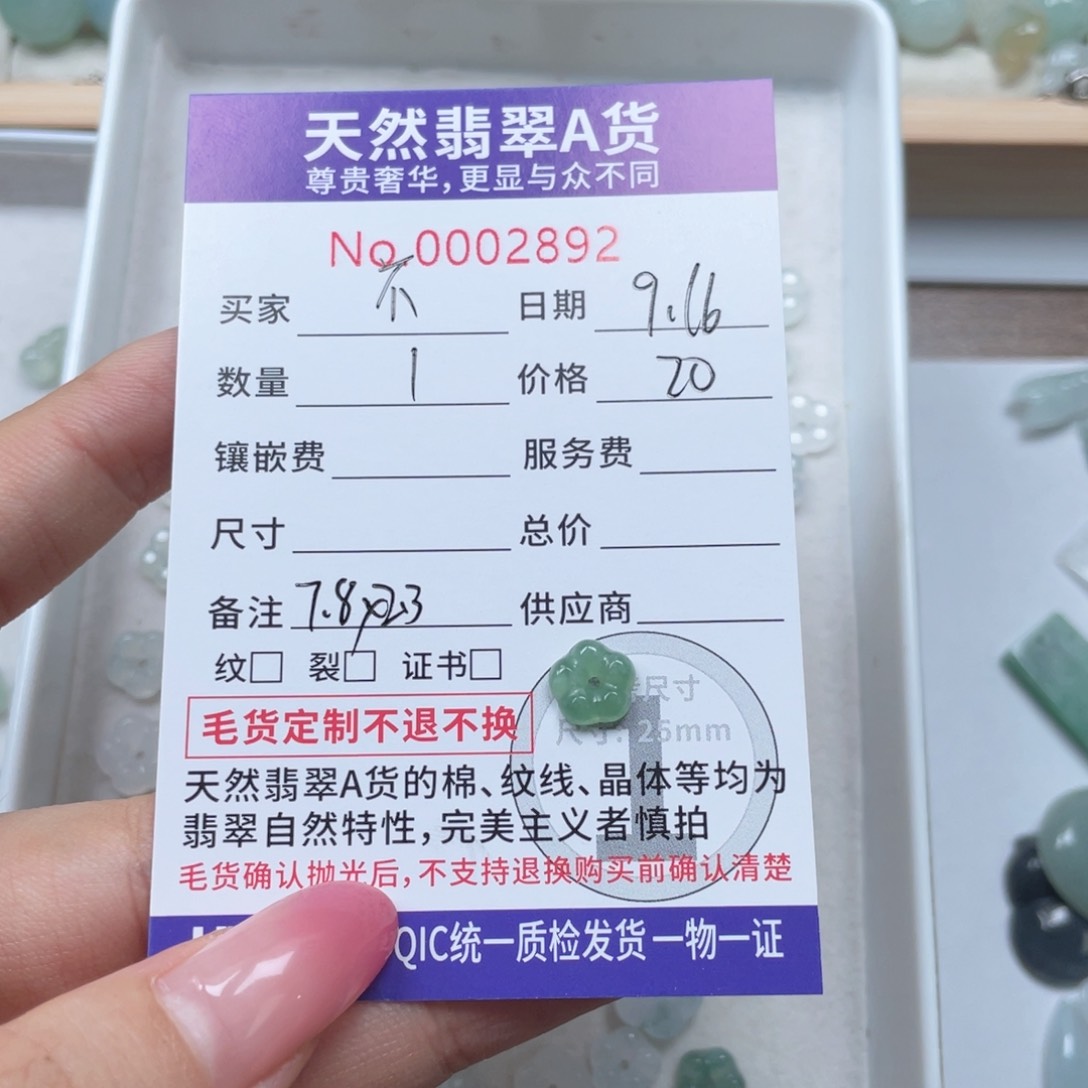 天然翡翠A货
尊贵奢华,更显与众不同
No.0002892
买家 日期 9.16
数量 1 价格 20
镶嵌费 服务费
尺寸 总价
备注 7.8x2.3 供应商
纹□ 裂□ 证书□
尺寸
毛货定制不退不换 尺寸: 25mm
天然翡翠A货的棉、纹线、晶体等均为
翡翠自然特性,完美主义者慎拍
毛货确认抛光后,不支持退换购买前确认清楚
QIC统一质检发货 一物一证